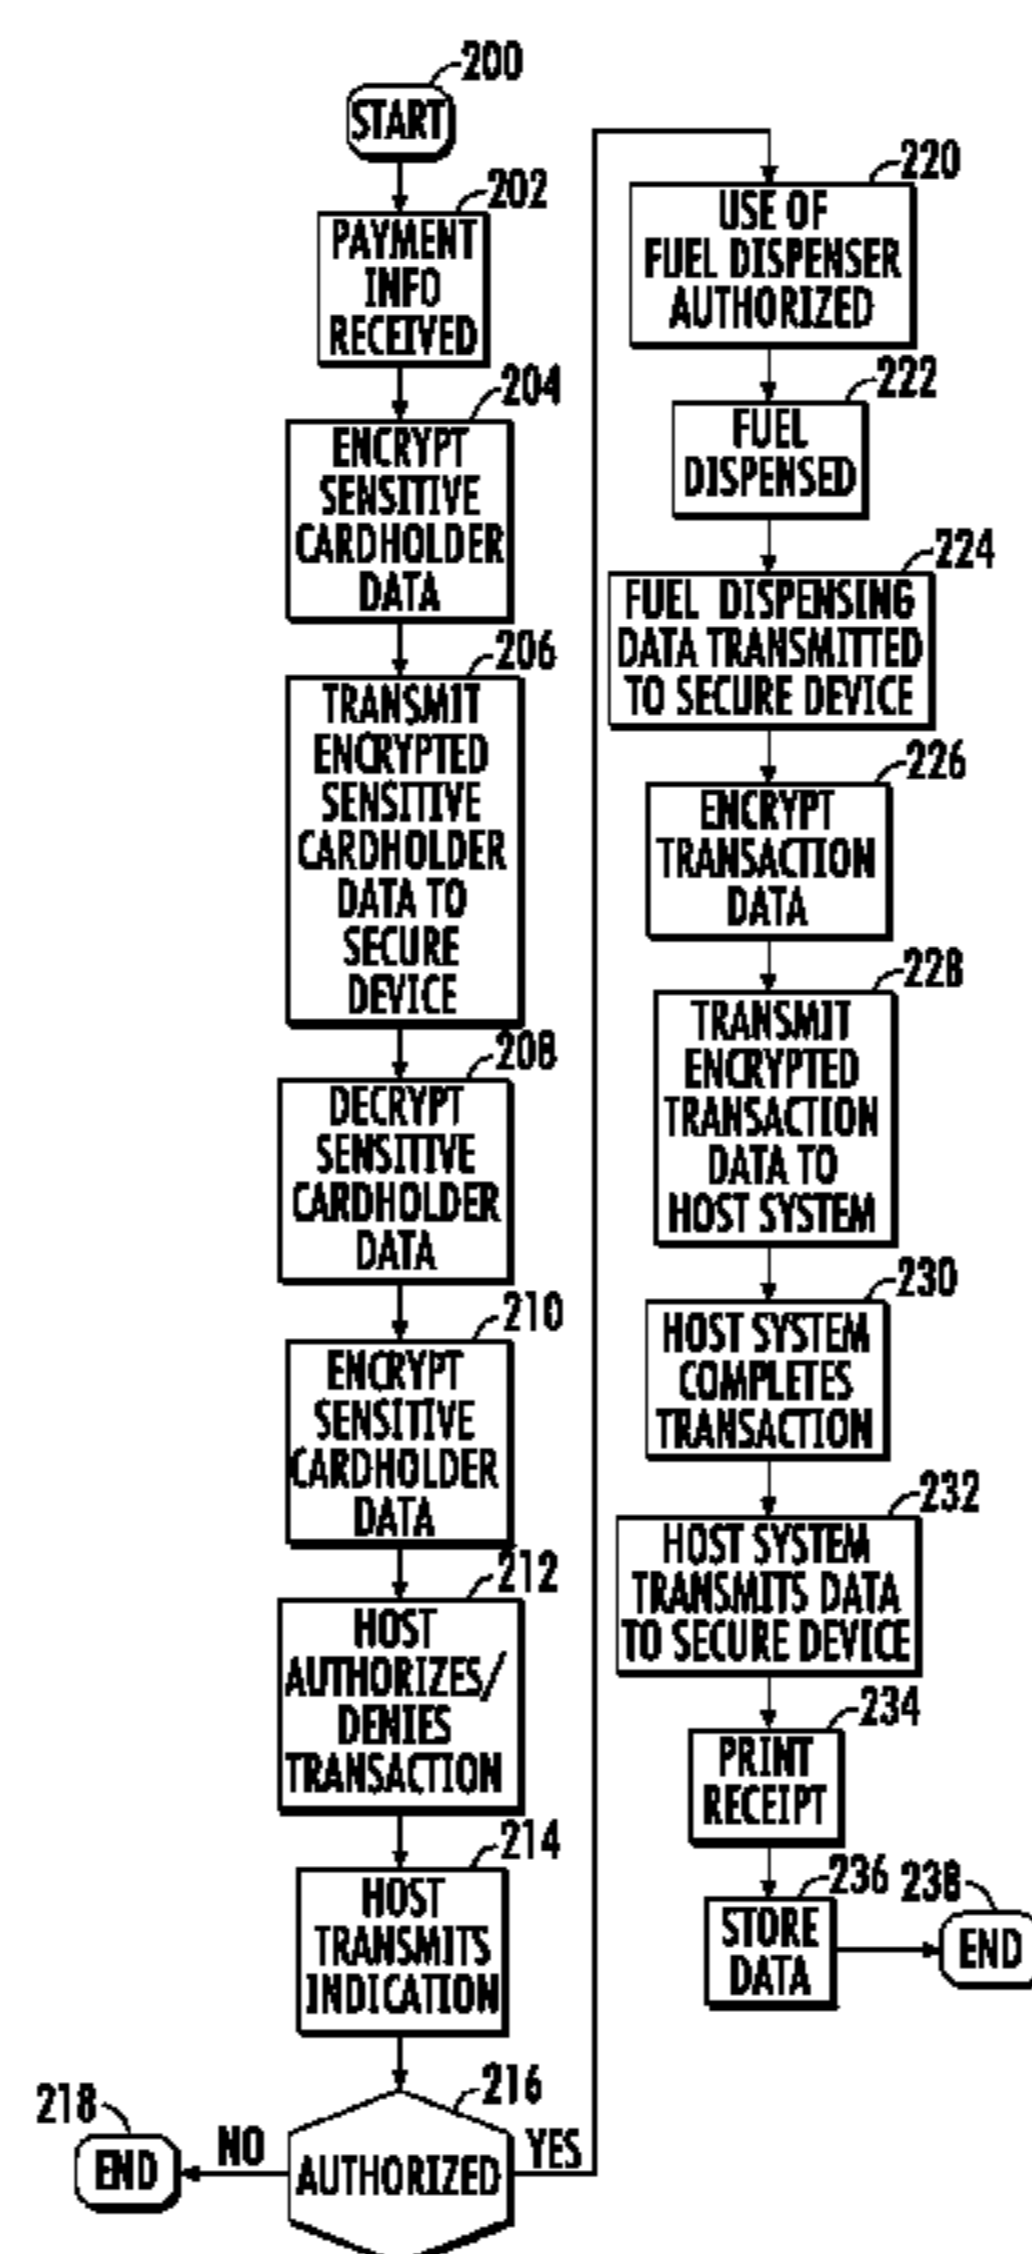 200
START
202
PAYMENT
INFO
RECEIVED
204
ENCRYPT
SENSITIVE
CARDHOLDER
DATA
206
TRANSMIT
ENCRYPTED
SENSITIVE
CARDHOLDER
DATA TO
SECURE
DEVICE
208
DECRYPT
SENSITIVE
CARDHOLDER
DATA
210
ENCRYPT
SENSITIVE
CARDHOLDER
DATA
212
HOST
AUTHORIZES/
DENIES
TRANSACTION
214
HOST
TRANSMITS
INDICATION
216
AUTHORIZED
NO
218
END
YES
220
USE OF
FUEL DISPENSER
AUTHORIZED
222
FUEL
DISPENSED
224
FUEL DISPENSING
DATA TRANSMITTED
TO SECURE DEVICE
226
ENCRYPT
TRANSACTION
DATA
228
TRANSMIT
ENCRYPTED
TRANSACTION
DATA TO
HOST SYSTEM
230
HOST SYSTEM
COMPLETES
TRANSACTION
232
HOST SYSTEM
TRANSMITS DATA
TO SECURE DEVICE
234
PRINT
RECEIPT
236
STORE
DATA
238
END